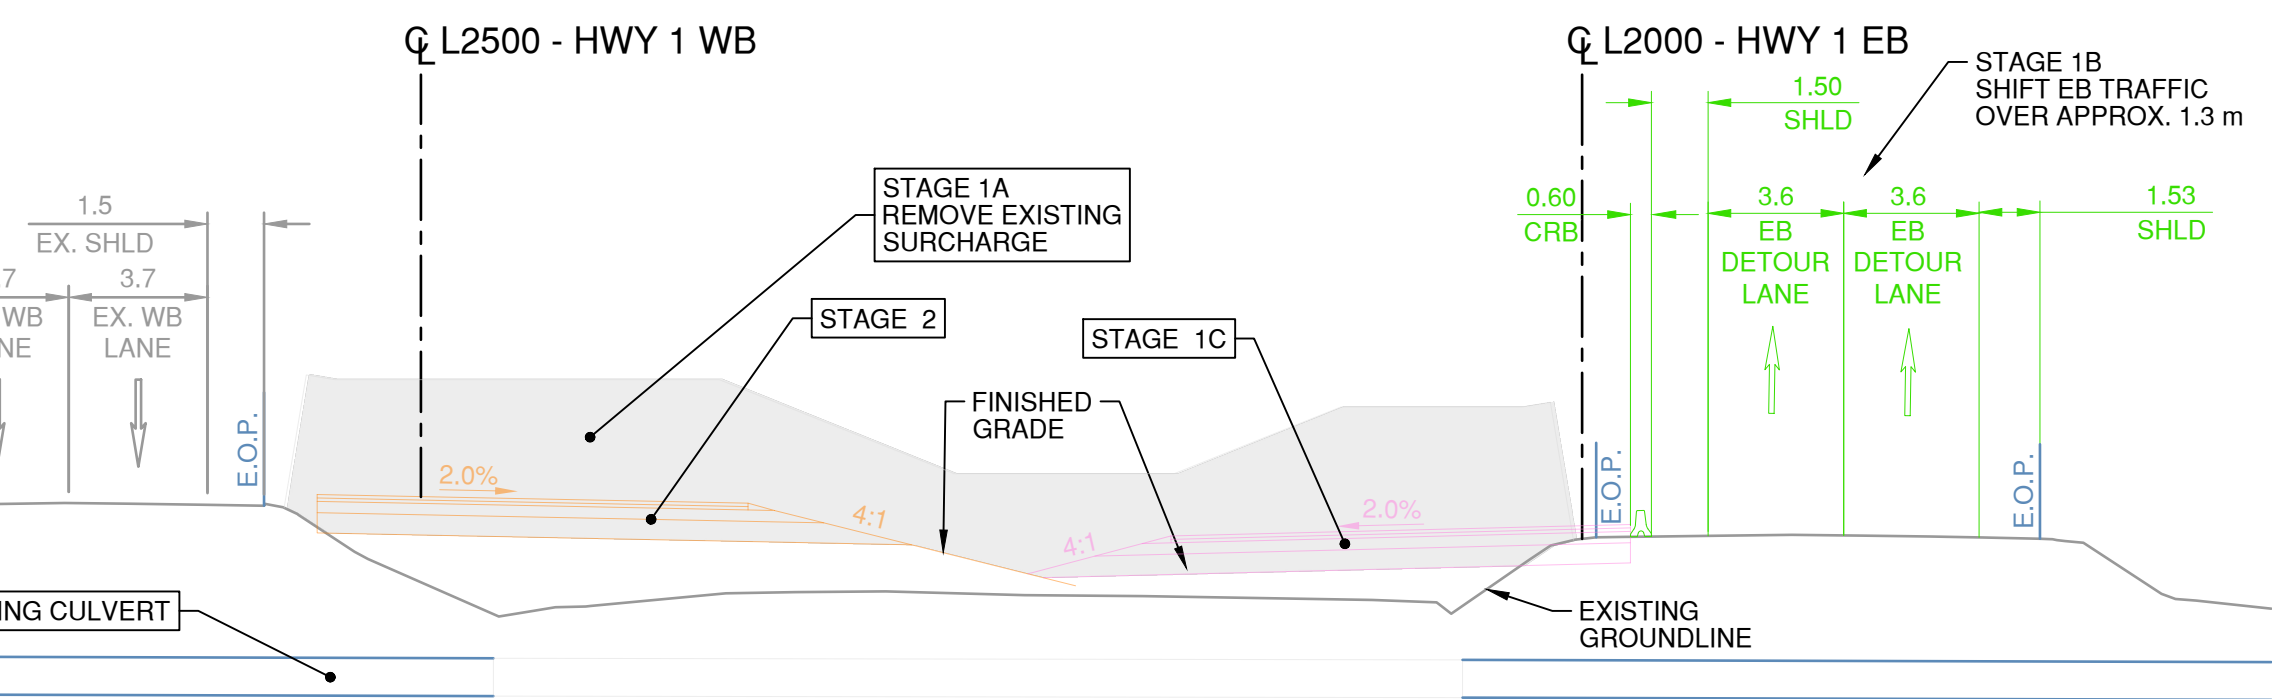 ℄ L2500 - HWY 1 WB
℄ L2000 - HWY 1 EB
STAGE 1B
SHIFT EB TRAFFIC
OVER APPROX. 1.3 m
1.50
SHLD
STAGE 1A
REMOVE EXISTING
SURCHARGE
1.5
EX. SHLD
0.60
CRB
3.6
EB
DETOUR
LANE
3.6
EB
DETOUR
LANE
1.53
SHLD
7
WB
NE
3.7
EX. WB
LANE
STAGE 2
STAGE 1C
FINISHED
GRADE
E.O.P.
2.0%
4:1
4:1
2.0%
E.O.P.
E.O.P.
ING CULVERT
EXISTING
GROUNDLINE